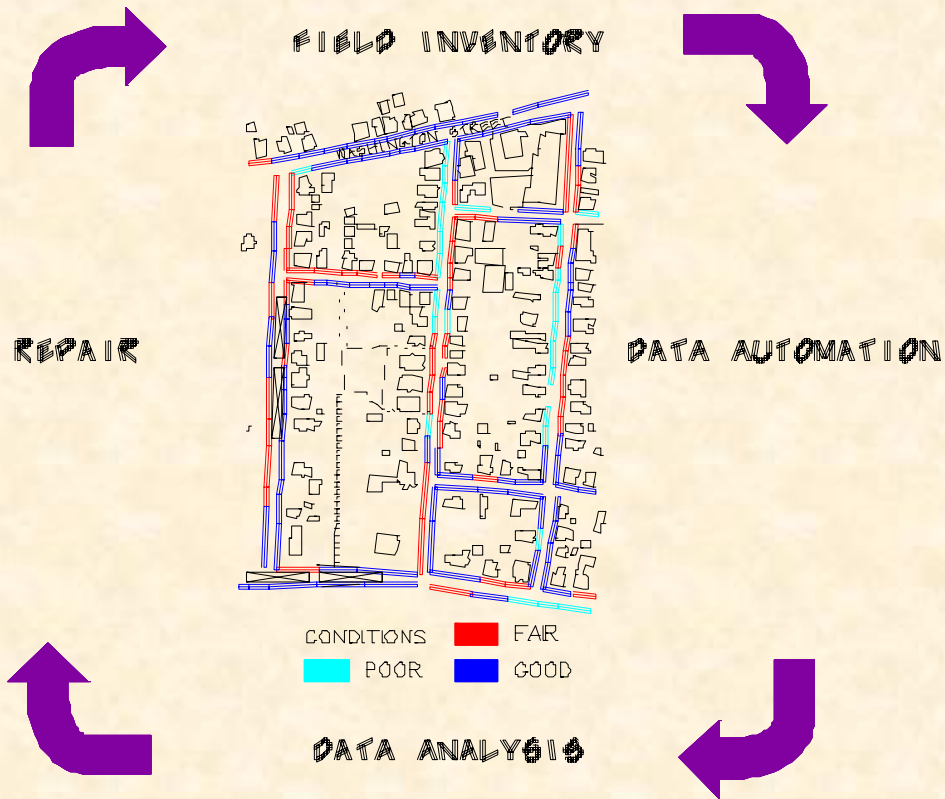 FIELD INVENTORY
WASHINGTON STREET
REPAIR
DATA AUTOMATION
CONDITIONS
FAIR
POOR
GOOD
DATA ANALYSIS